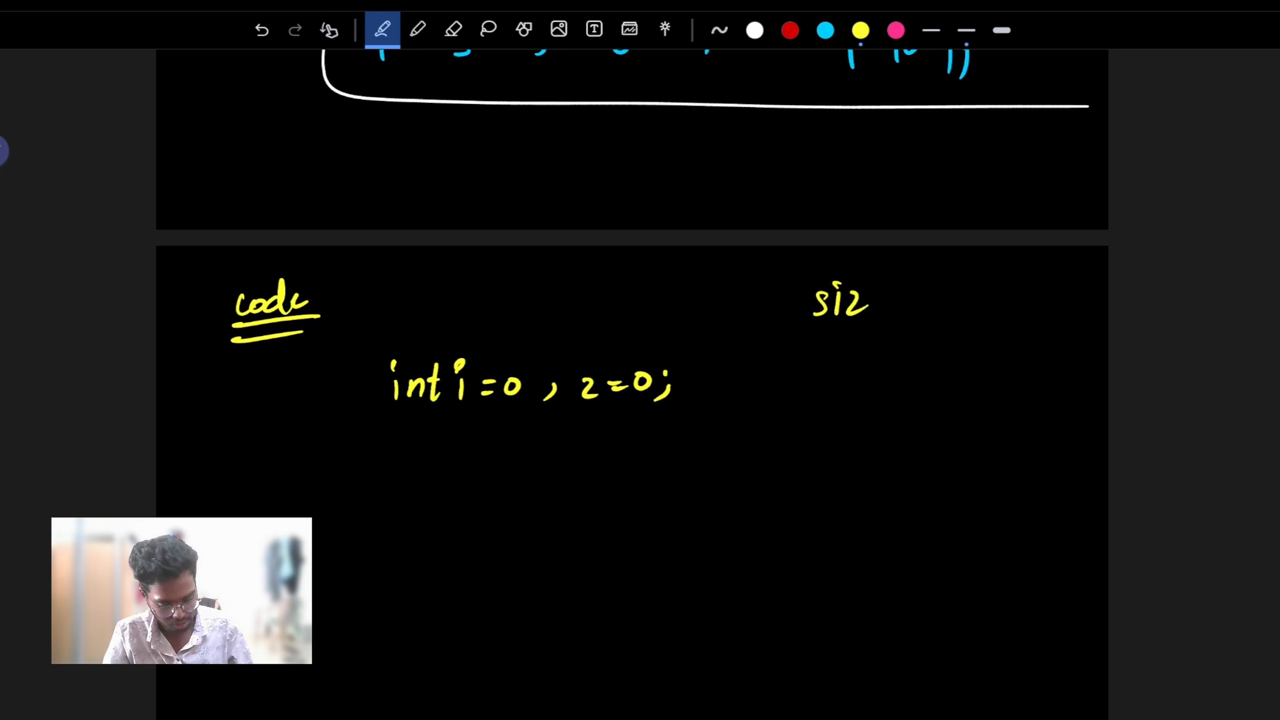 code
siz
int i = 0 , z = 0 ;